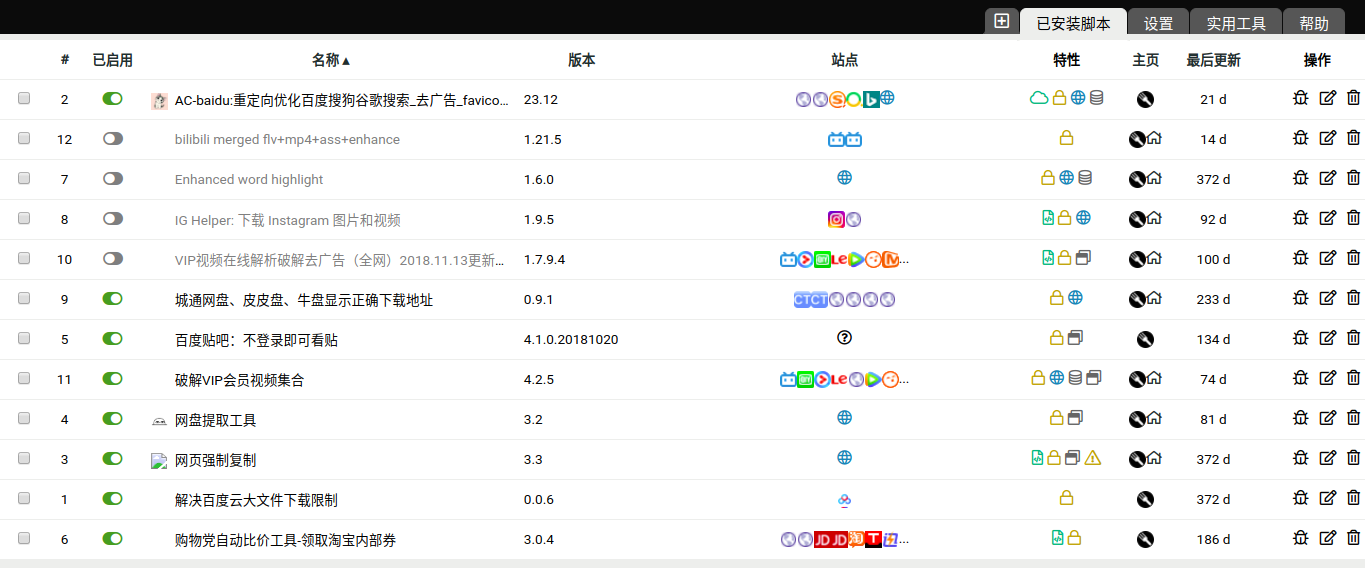 已安装脚本 设置 实用工具 帮助
# 已启用 名称▲ 版本 站点 特性 主页 最后更新 操作
2 AC-baidu:重定向优化百度搜狗谷歌搜索_去广告_favico... 23.12 21 d
12 bilibili merged flv+mp4+ass+enhance 1.21.5 14 d
7 Enhanced word highlight 1.6.0 372 d
8 IG Helper: 下载 Instagram 图片和视频 1.9.5 92 d
10 VIP视频在线解析破解去广告（全网）2018.11.13更新... 1.7.9.4 ... 100 d
9 城通网盘、皮皮盘、牛盘显示正确下载地址 0.9.1 233 d
5 百度贴吧：不登录即可看贴 4.1.0.20181020 134 d
11 破解VIP会员视频集合 4.2.5 ... 74 d
4 网盘提取工具 3.2 81 d
3 网页强制复制 3.3 372 d
1 解决百度云大文件下载限制 0.0.6 372 d
6 购物党自动比价工具-领取淘宝内部券 3.0.4 JD JD 淘 T ... 186 d